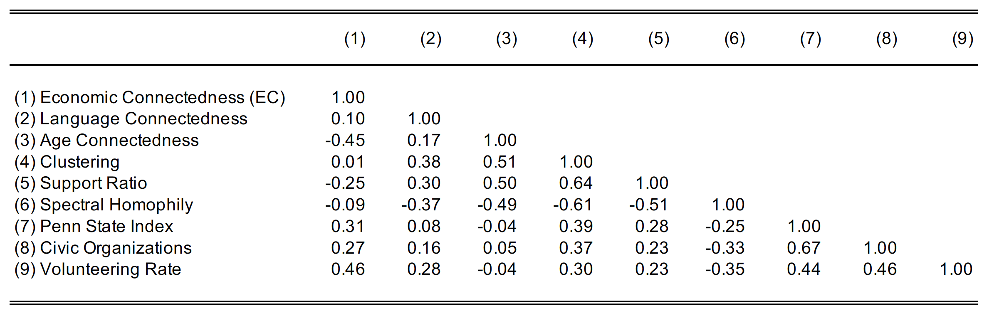 (1) (2) (3) (4) (5) (6) (7) (8) (9)
(1) Economic Connectedness (EC) 1.00
(2) Language Connectedness 0.10 1.00
(3) Age Connectedness -0.45 0.17 1.00
(4) Clustering 0.01 0.38 0.51 1.00
(5) Support Ratio -0.25 0.30 0.50 0.64 1.00
(6) Spectral Homophily -0.09 -0.37 -0.49 -0.61 -0.51 1.00
(7) Penn State Index 0.31 0.08 -0.04 0.39 0.28 -0.25 1.00
(8) Civic Organizations 0.27 0.16 0.05 0.37 0.23 -0.33 0.67 1.00
(9) Volunteering Rate 0.46 0.28 -0.04 0.30 0.23 -0.35 0.44 0.46 1.00